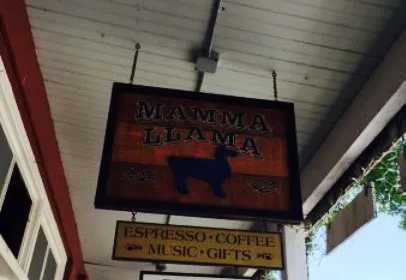 MAMMA
LLAMA
ESPRESSO • COFFEE
MUSIC • GIFTS